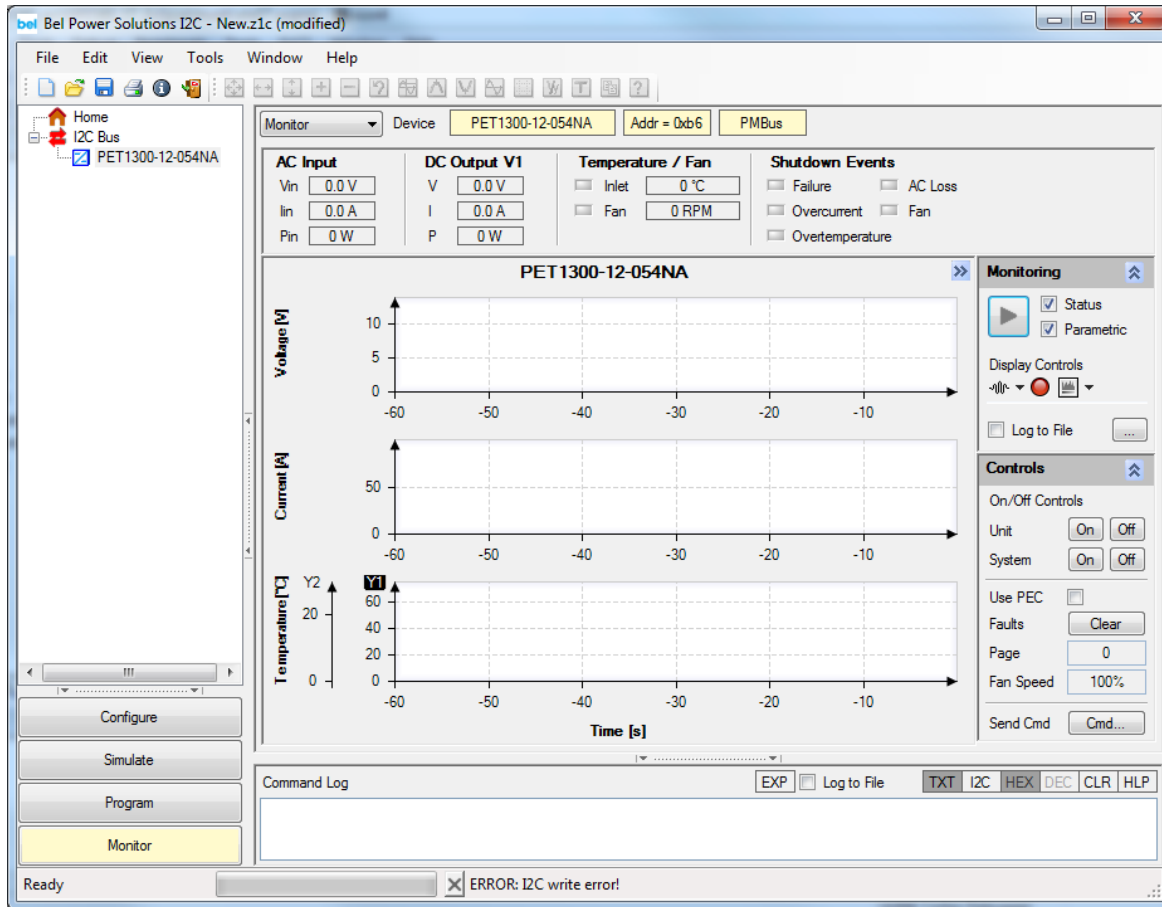 bel Bel Power Solutions I2C - New.z1c (modified)
File Edit View Tools Window Help
Home
I2C Bus
PET1300-12-054NA
Monitor Device PET1300-12-054NA Addr = 0xb6 PMBus
AC Input DC Output V1 Temperature / Fan Shutdown Events
Vin 0.0 V V 0.0 V Inlet 0 °C Failure AC Loss
Iin 0.0 A I 0.0 A Fan 0 RPM Overcurrent Fan
Pin 0 W P 0 W Overtemperature
PET1300-12-054NA
Voltage [V]
10
5
0
-60 -50 -40 -30 -20 -10
Current [A]
50
0
-60 -50 -40 -30 -20 -10
Temperature [°C]
Y2 Y1
20
0
60
40
20
0
-60 -50 -40 -30 -20 -10
Time [s]
Monitoring
Status
Parametric
Display Controls
Log to File ...
Controls
On/Off Controls
Unit On Off
System On Off
Use PEC
Faults Clear
Page 0
Fan Speed 100%
Send Cmd Cmd...
Configure
Simulate
Program
Monitor
Command Log EXP Log to File TXT I2C HEX DEC CLR HLP
Ready ERROR: I2C write error!